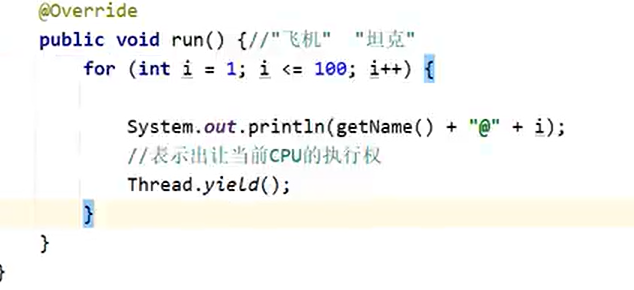 @Override
public void run() {//"飞机"  "坦克"
for (int i = 1; i <= 100; i++) {
System.out.println(getName() + "@" + i);
//表示出让当前CPU的执行权
Thread.yield();
}
}
}